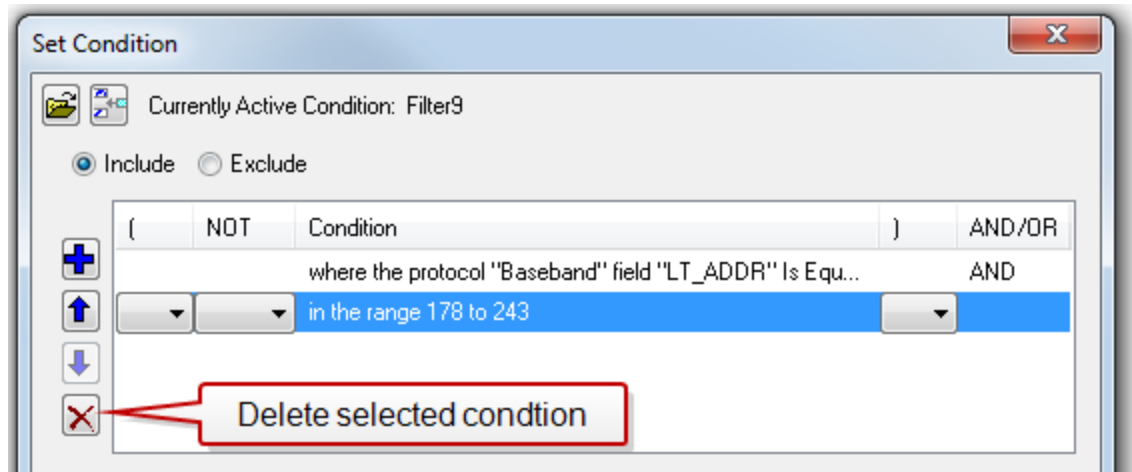 Set Condition
Currently Active Condition: Filter9
Include Exclude
( NOT Condition ) AND/OR
where the protocol "Baseband" field "LT_ADDR" Is Equ... AND
in the range 178 to 243
Delete selected condtion